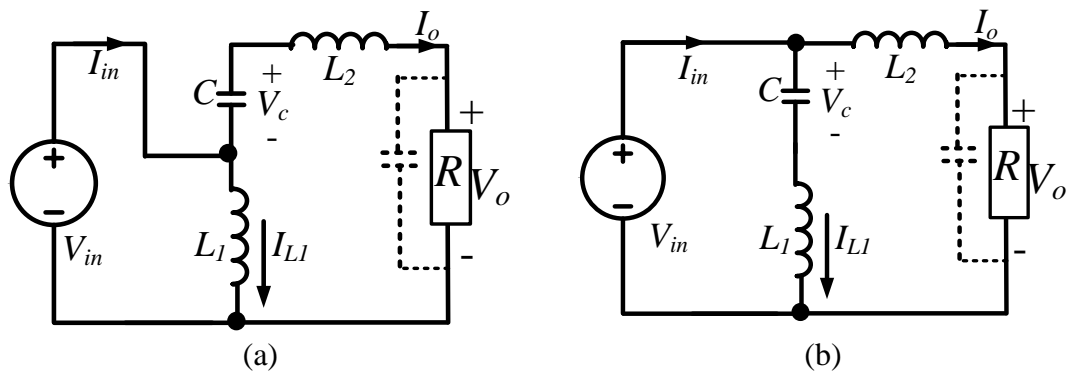 I_in
C
+
V_c
-
L_2
I_o
+
−
V_in
L_1
I_L1
+
R
V_o
-
(a)
I_in
C
+
V_c
-
L_2
I_o
+
−
V_in
L_1
I_L1
+
R
V_o
-
(b)